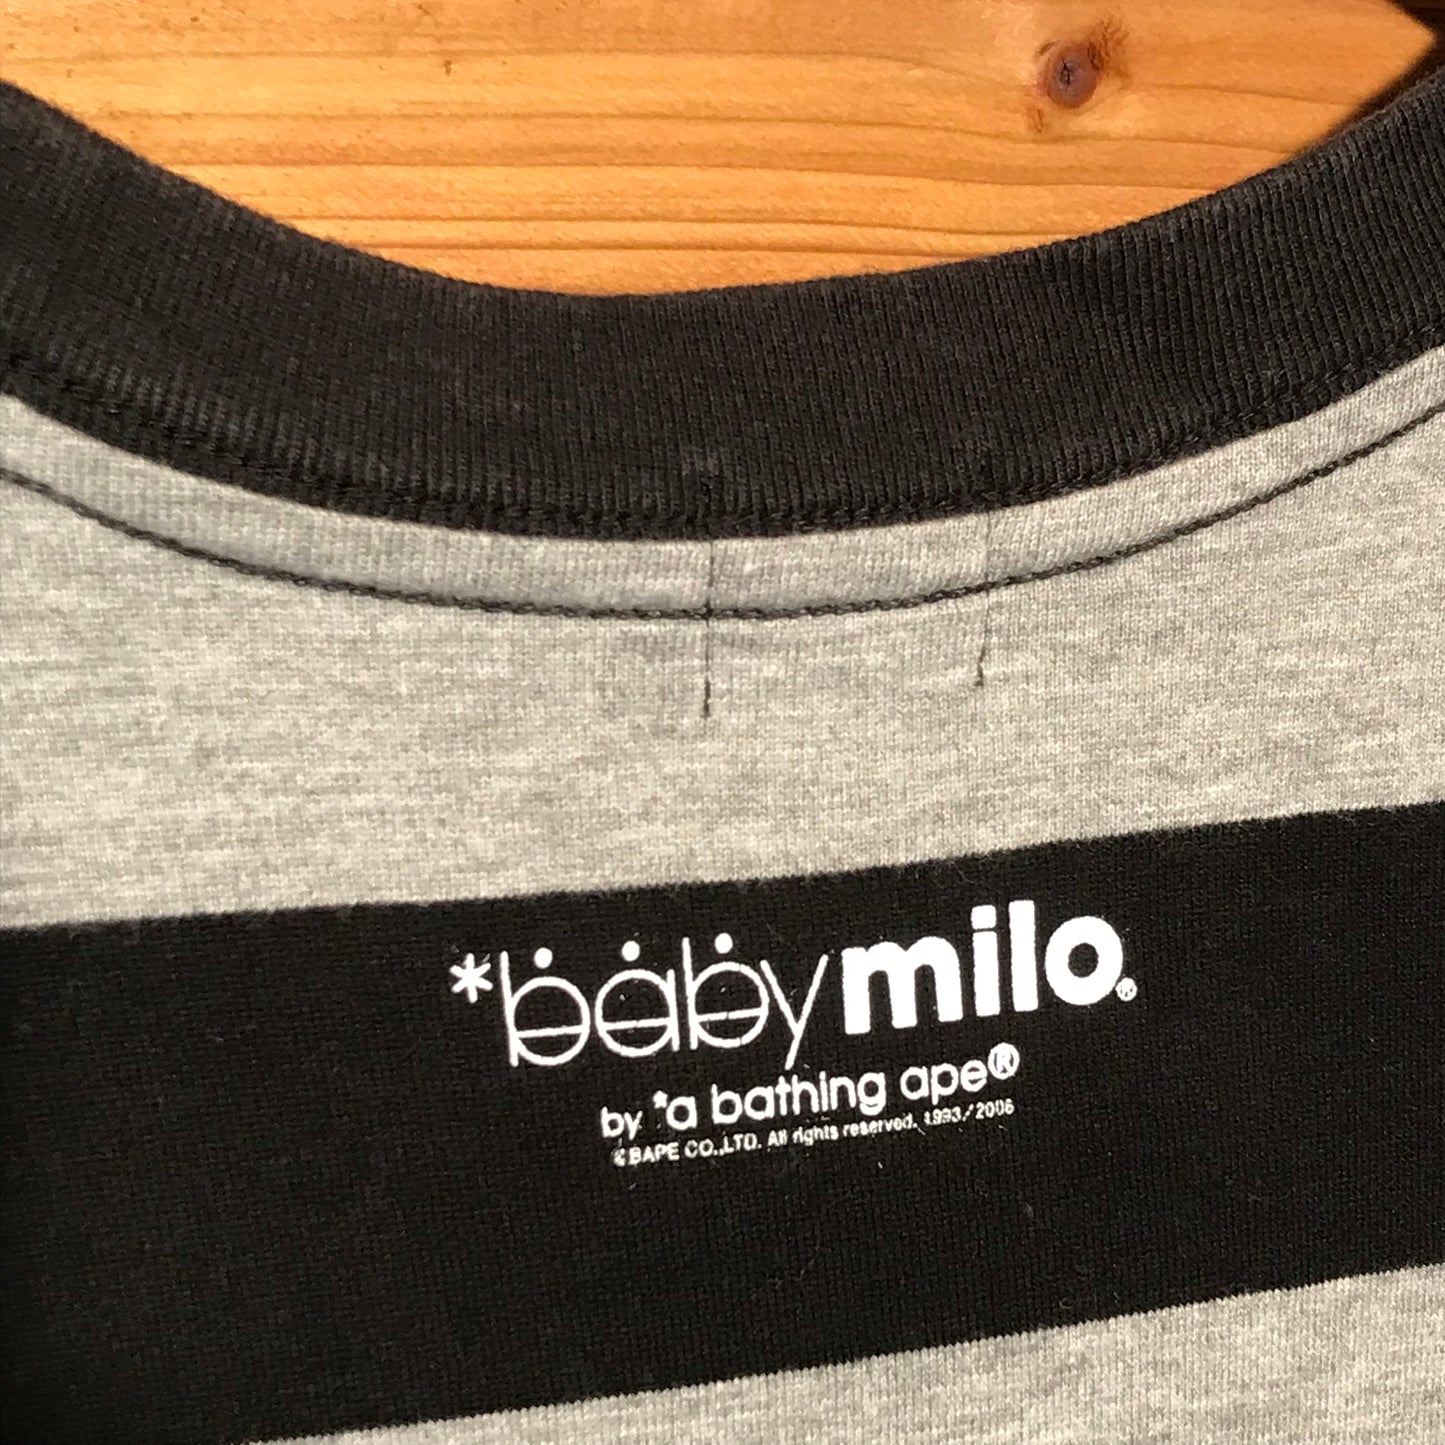 *babymilo®
by *a bathing ape®
©BAPE CO.,LTD. All rights reserved. 1993/2006